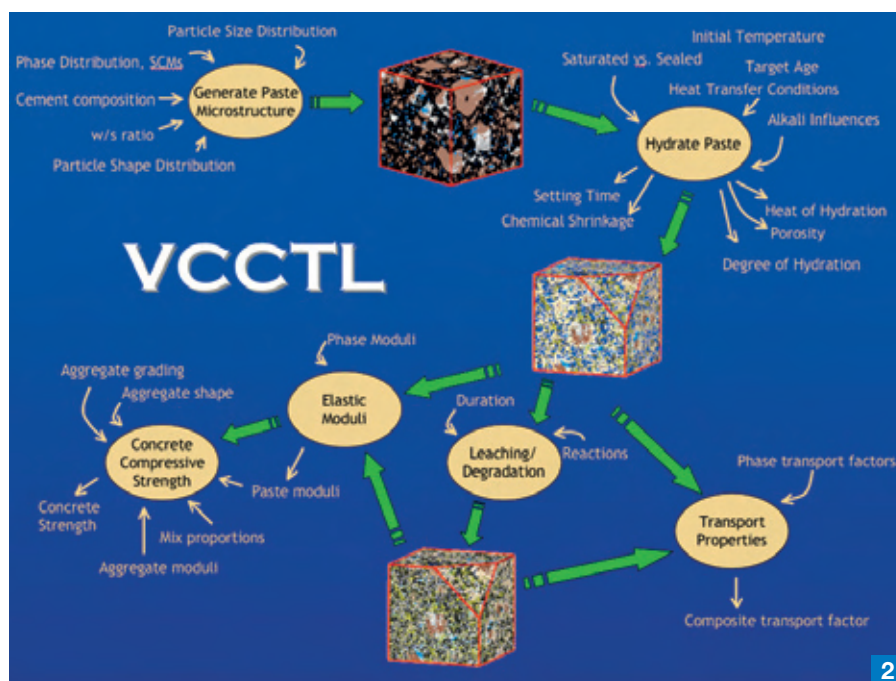 Particle Size Distribution
Phase Distribution, SCMs
Cement composition
w/s ratio
Particle Shape Distribution
Generate Paste
Microstructure
Initial Temperature
Saturated vs. Sealed
Target Age
Heat Transfer Conditions
Alkali Influences
Hydrate Paste
Setting Time
Chemical Shrinkage
Heat of Hydration
Porosity
Degree of Hydration
VCCTL
Phase Moduli
Aggregate grading
Aggregate shape
Elastic
Moduli
Duration
Leaching/
Degradation
Reactions
Concrete
Compressive
Strength
Paste moduli
Concrete
Strength
Mix proportions
Aggregate moduli
Phase transport factors
Transport
Properties
Composite transport factor
2